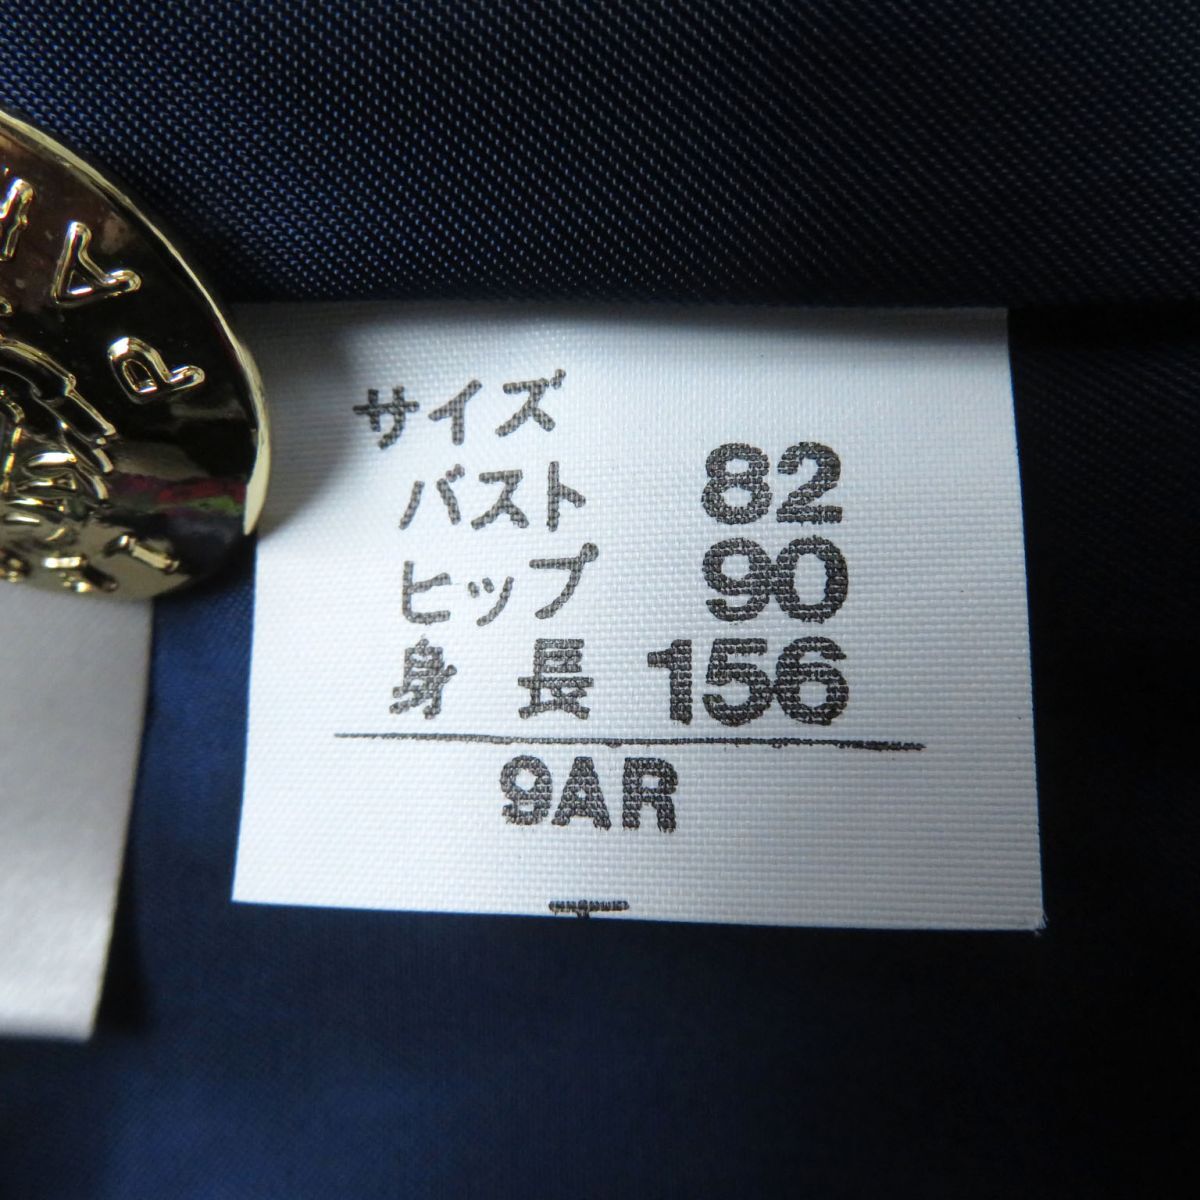 サイズ
バスト 82
ヒップ 90
身長 156
9AR